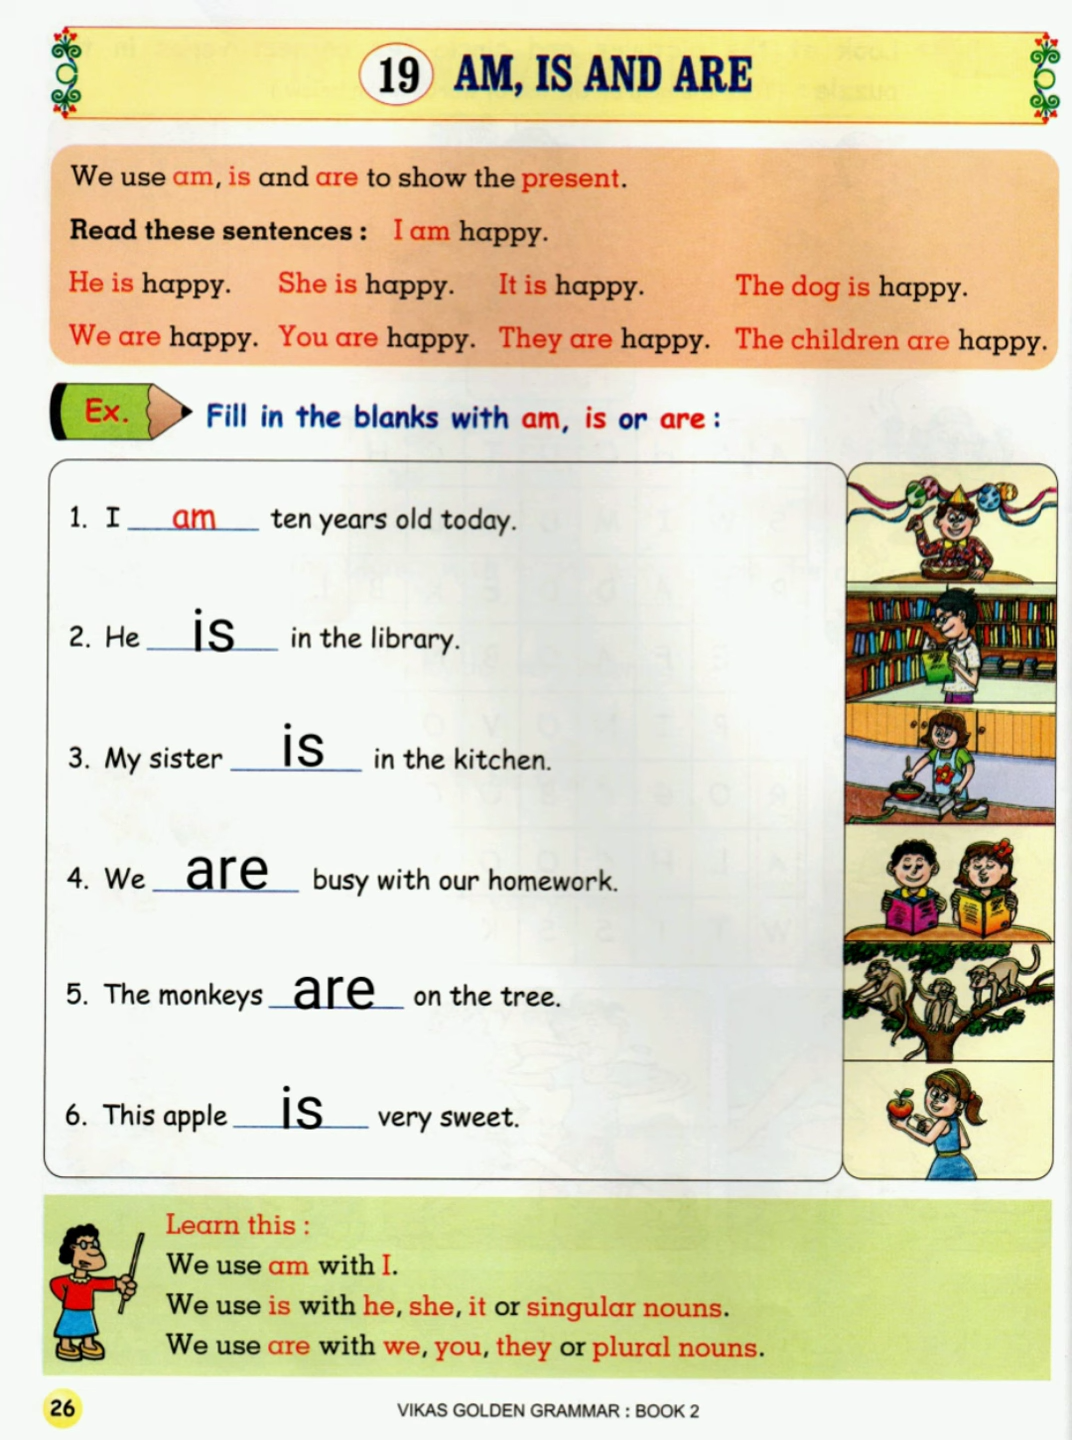 19 AM, IS AND ARE
We use am, is and are to show the present.
Read these sentences : I am happy.
He is happy. She is happy. It is happy. The dog is happy.
We are happy. You are happy. They are happy. The children are happy.
Ex. Fill in the blanks with am, is or are :
1. I am ten years old today.
2. He is in the library.
3. My sister is in the kitchen.
4. We are busy with our homework.
5. The monkeys are on the tree.
6. This apple is very sweet.
Learn this :
We use am with I.
We use is with he, she, it or singular nouns.
We use are with we, you, they or plural nouns.
26 VIKAS GOLDEN GRAMMAR : BOOK 2